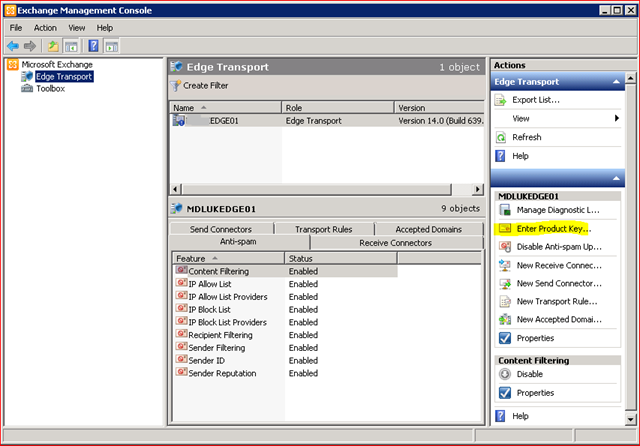 Exchange Management Console
File Action View Help
Microsoft Exchange
Edge Transport
Toolbox
Edge Transport 1 object
Create Filter
Name Role Version
EDGE01 Edge Transport Version 14.0 (Build 639.
MDLUKEDGE01 9 objects
Send Connectors Transport Rules Accepted Domains
Anti-spam Receive Connectors
Feature Status
Content Filtering Enabled
IP Allow List Enabled
IP Allow List Providers Enabled
IP Block List Enabled
IP Block List Providers Enabled
Recipient Filtering Enabled
Sender Filtering Enabled
Sender ID Enabled
Sender Reputation Enabled
Actions
Edge Transport
Export List...
View
Refresh
Help
MDLUKEDGE01
Manage Diagnostic L...
Enter Product Key...
Disable Anti-spam Up...
New Receive Connec...
New Send Connector...
New Transport Rule...
New Accepted Domai...
Properties
Content Filtering
Disable
Properties
Help